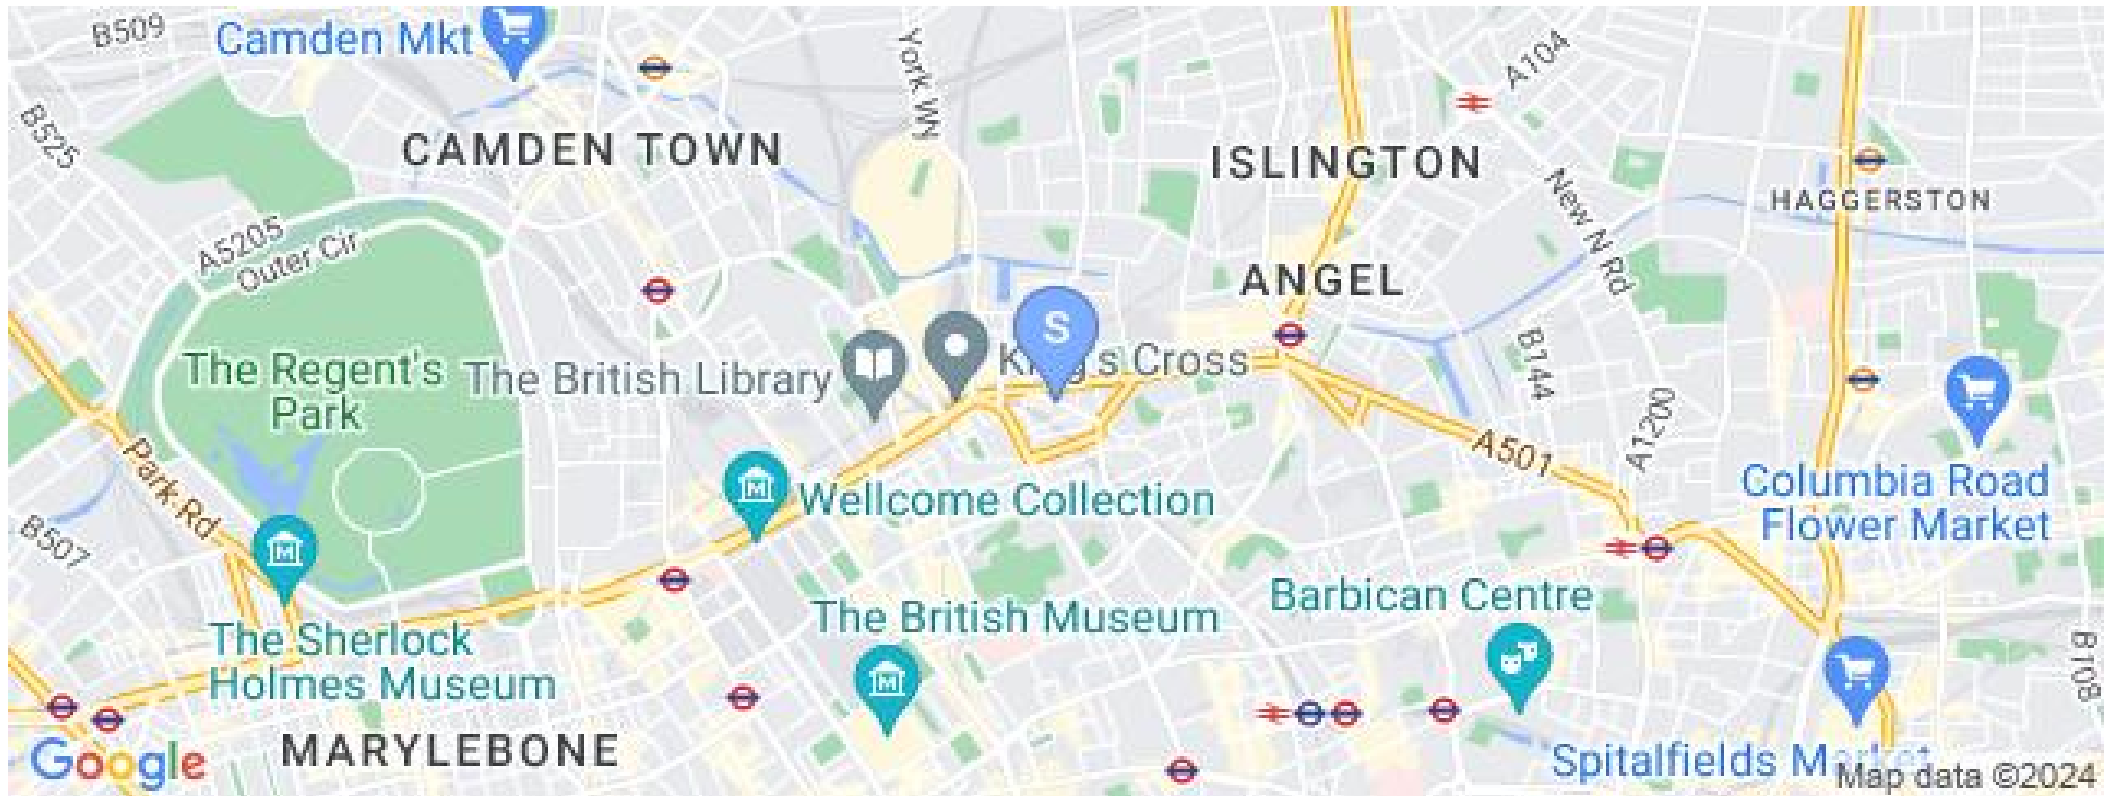 B509
Camden Mkt
York Wy
A104
B525
CAMDEN TOWN
ISLINGTON
New N Rd
HAGGERSTON
A5205
Outer Cir
ANGEL
S
The Regent's
Park
The British Library
King's Cross
B144
A1200
Park Rd
A501
Columbia Road
Flower Market
Wellcome Collection
B507
Barbican Centre
The British Museum
The Sherlock
Holmes Museum
B108
Google
MARYLEBONE
Spitalfields Market
Map data ©2024